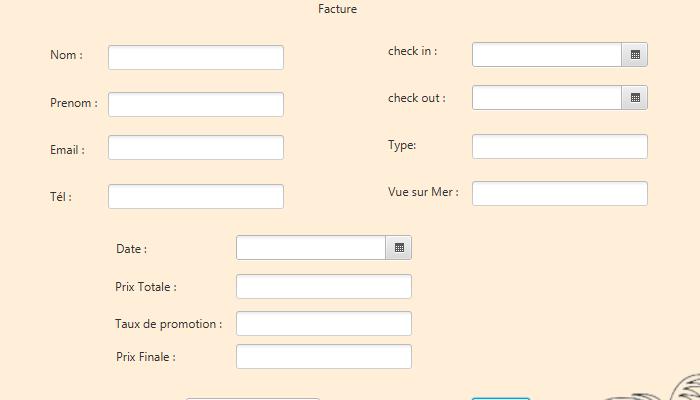 Facture
Nom :
check in :
Prenom :
check out :
Email :
Type:
Tél :
Vue sur Mer :
Date :
Prix Totale :
Taux de promotion :
Prix Finale :